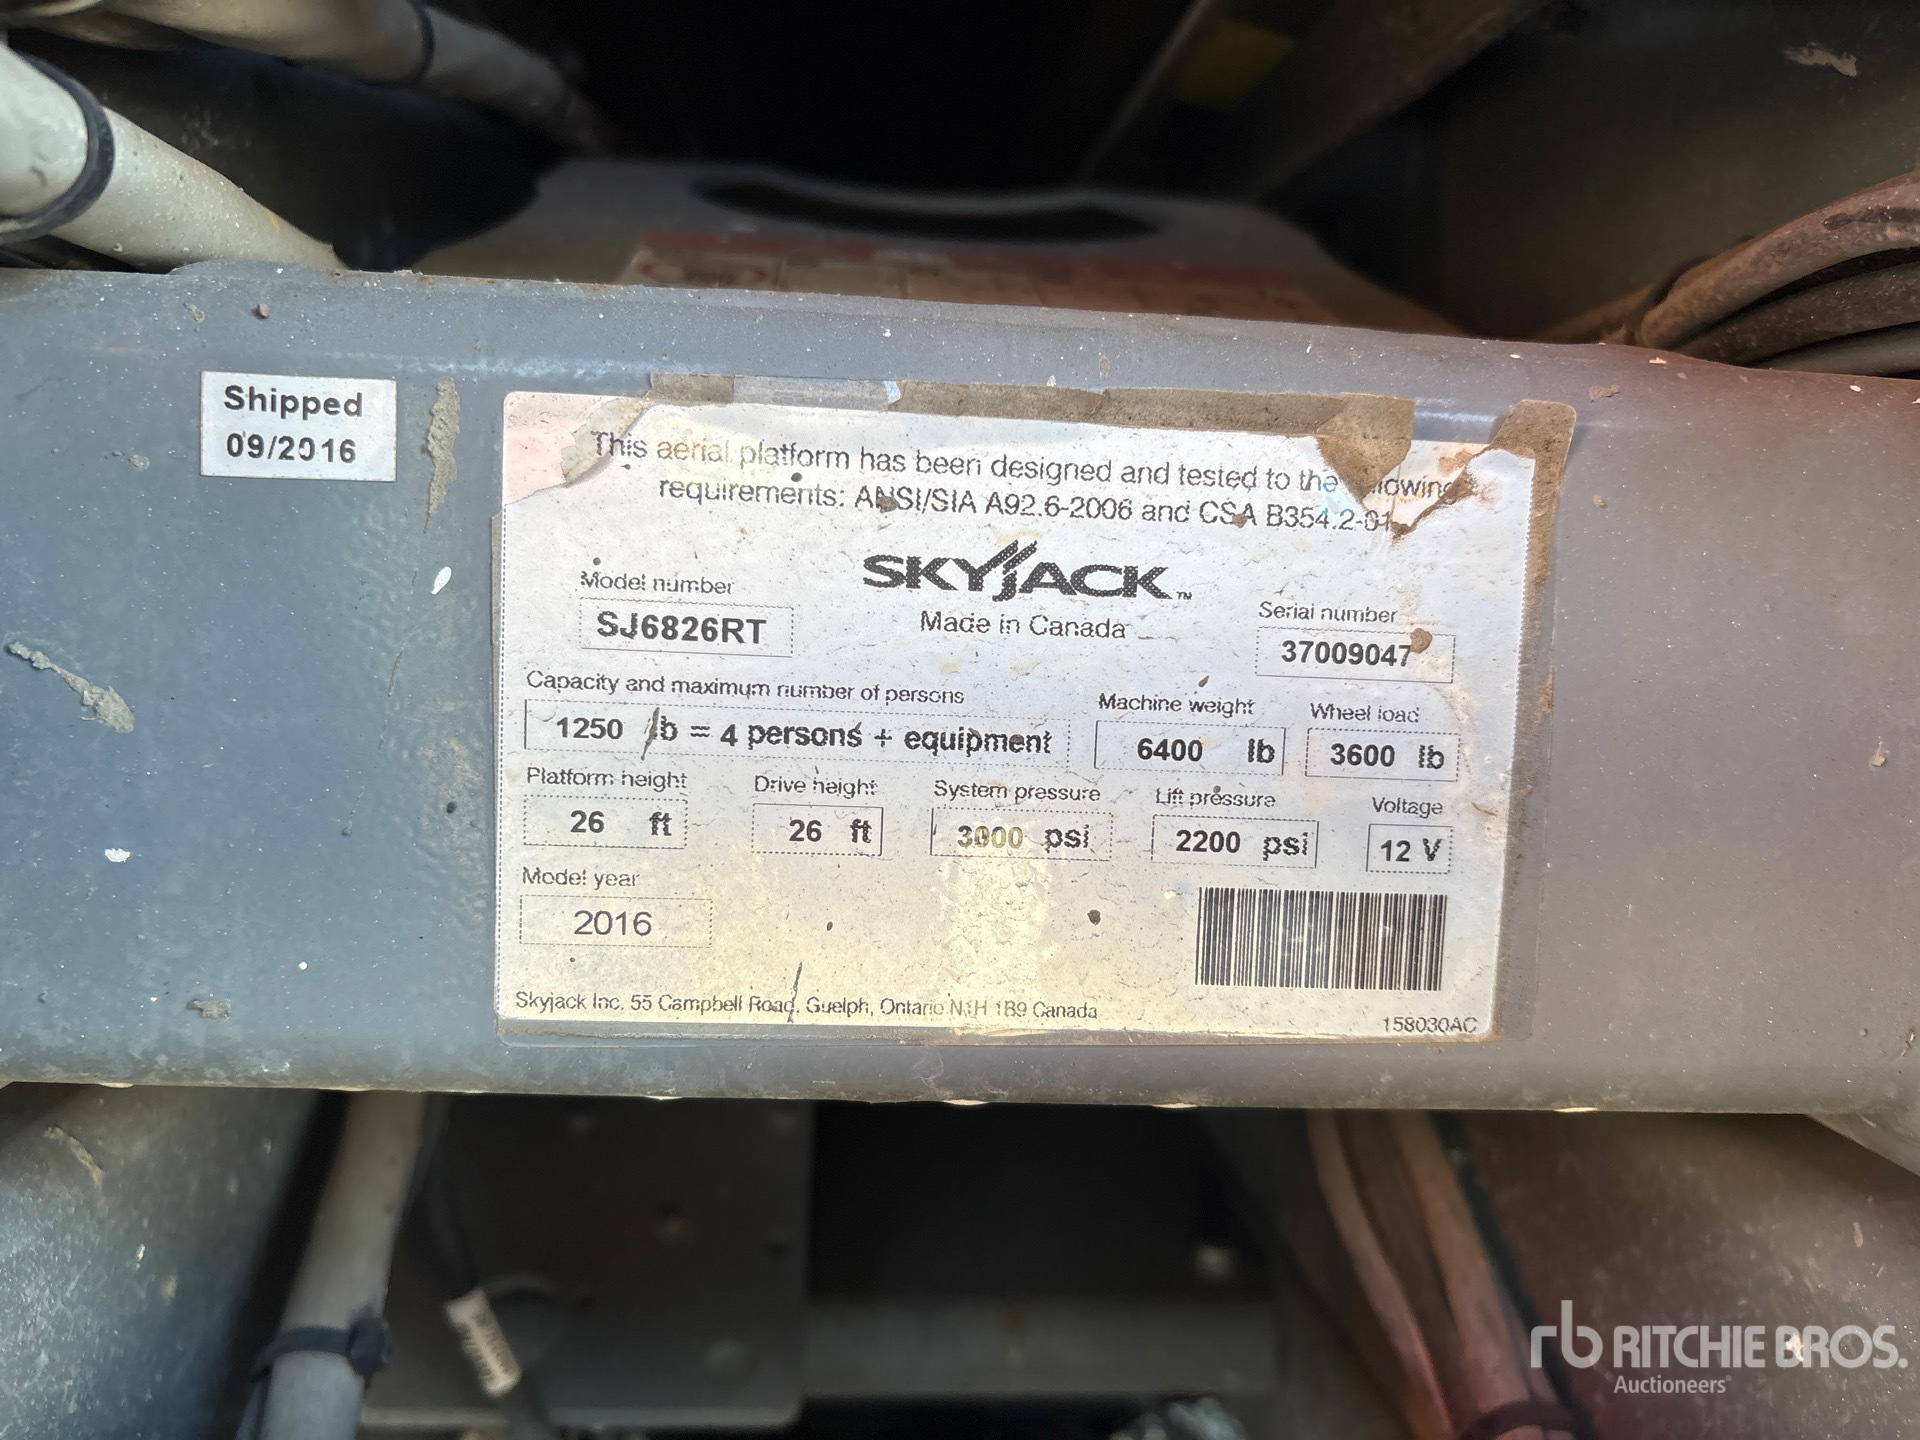 Shipped
09/2016
This aerial platform has been designed and tested to the following
requirements: ANSI/SIA A92.6-2006 and CSA B354.2-01
SKYJACK™
Made in Canada
Model number
SJ6826RT
Serial number
37009047
Capacity and maximum number of persons
1250 lb = 4 persons + equipment
Machine weight
6400 lb
Wheel load
3600 lb
Platform height
26 ft
Drive height
26 ft
System pressure
3000 psi
Lift pressure
2200 psi
Voltage
12 V
Model year
2016
Skyjack Inc. 55 Campbell Road, Guelph, Ontario N1H 1B9 Canada
158030AC
rb RITCHIE BROS.
Auctioneers